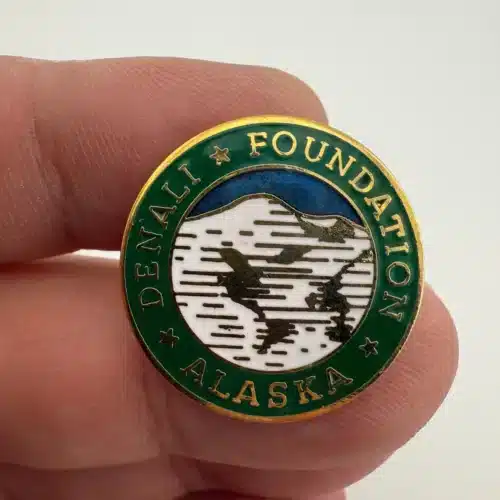 DENALI ★ FOUNDATION ★ ALASKA ★